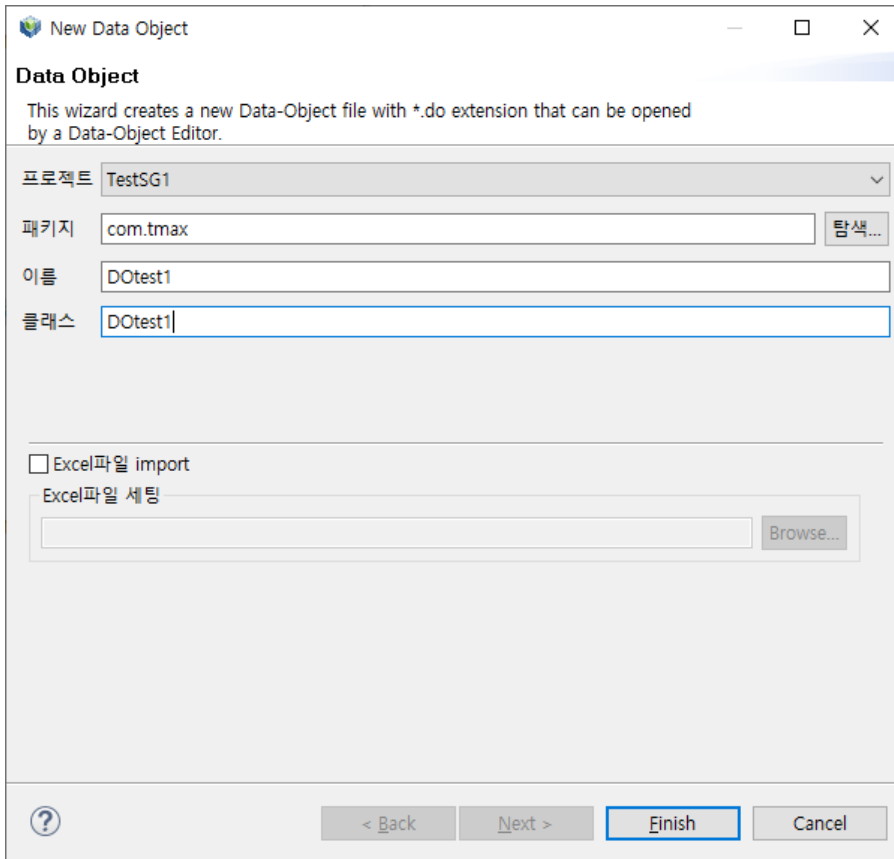 New Data Object
Data Object
This wizard creates a new Data-Object file with *.do extension that can be opened
by a Data-Object Editor.
프로젝트 TestSG1
패키지 com.tmax 탐색...
이름 DOtest1
클래스 DOtest1
Excel파일 import
Excel파일 세팅
Browse...
< Back Next > Finish Cancel